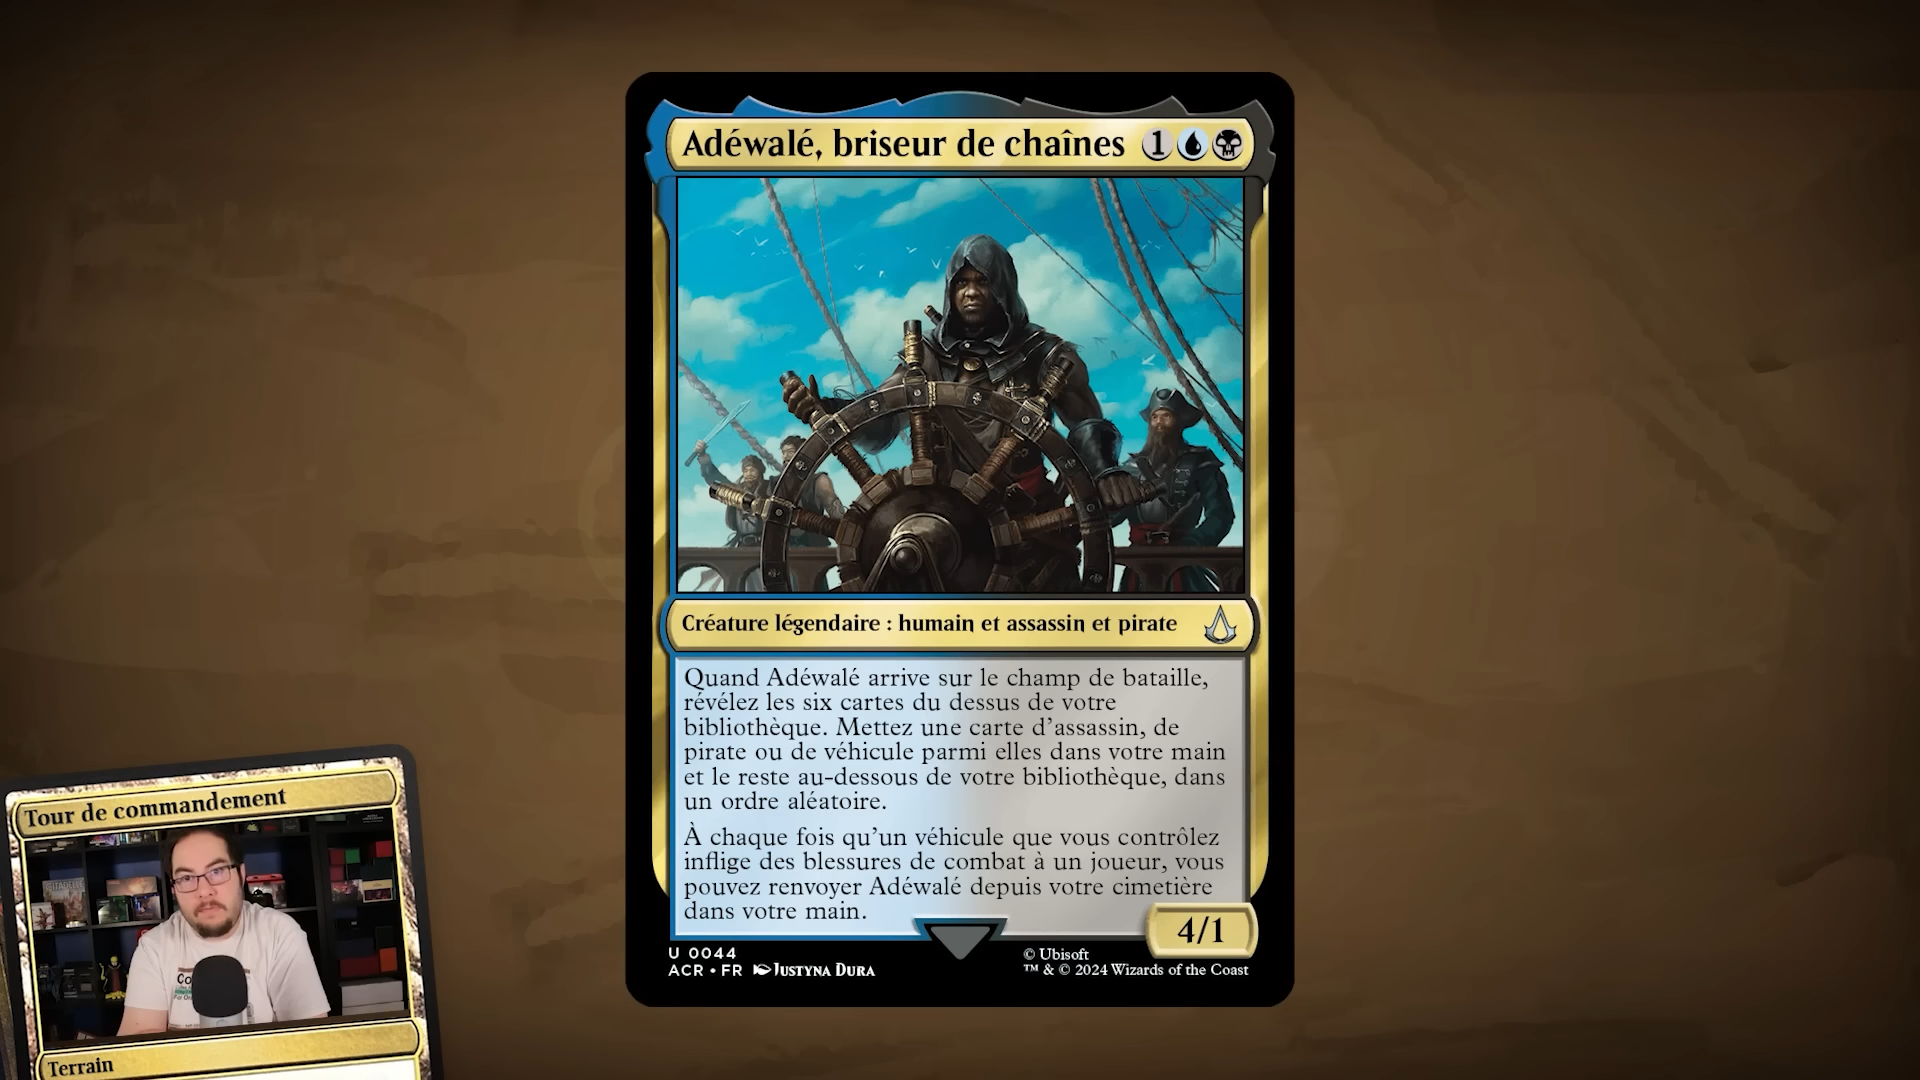 Adéwalé, briseur de chaînes 1
Créature légendaire : humain et assassin et pirate
Quand Adéwalé arrive sur le champ de bataille,
révélez les six cartes du dessus de votre
bibliothèque. Mettez une carte d’assassin, de
pirate ou de véhicule parmi elles dans votre main
et le reste au-dessous de votre bibliothèque, dans
un ordre aléatoire.
À chaque fois qu’un véhicule que vous contrôlez
inflige des blessures de combat à un joueur, vous
pouvez renvoyer Adéwalé depuis votre cimetière
dans votre main.
4/1
U 0044
ACR • FR Justyna Dura
© Ubisoft
™ & © 2024 Wizards of the Coast
Tour de commandement
CITADELLES
Co
Terrain